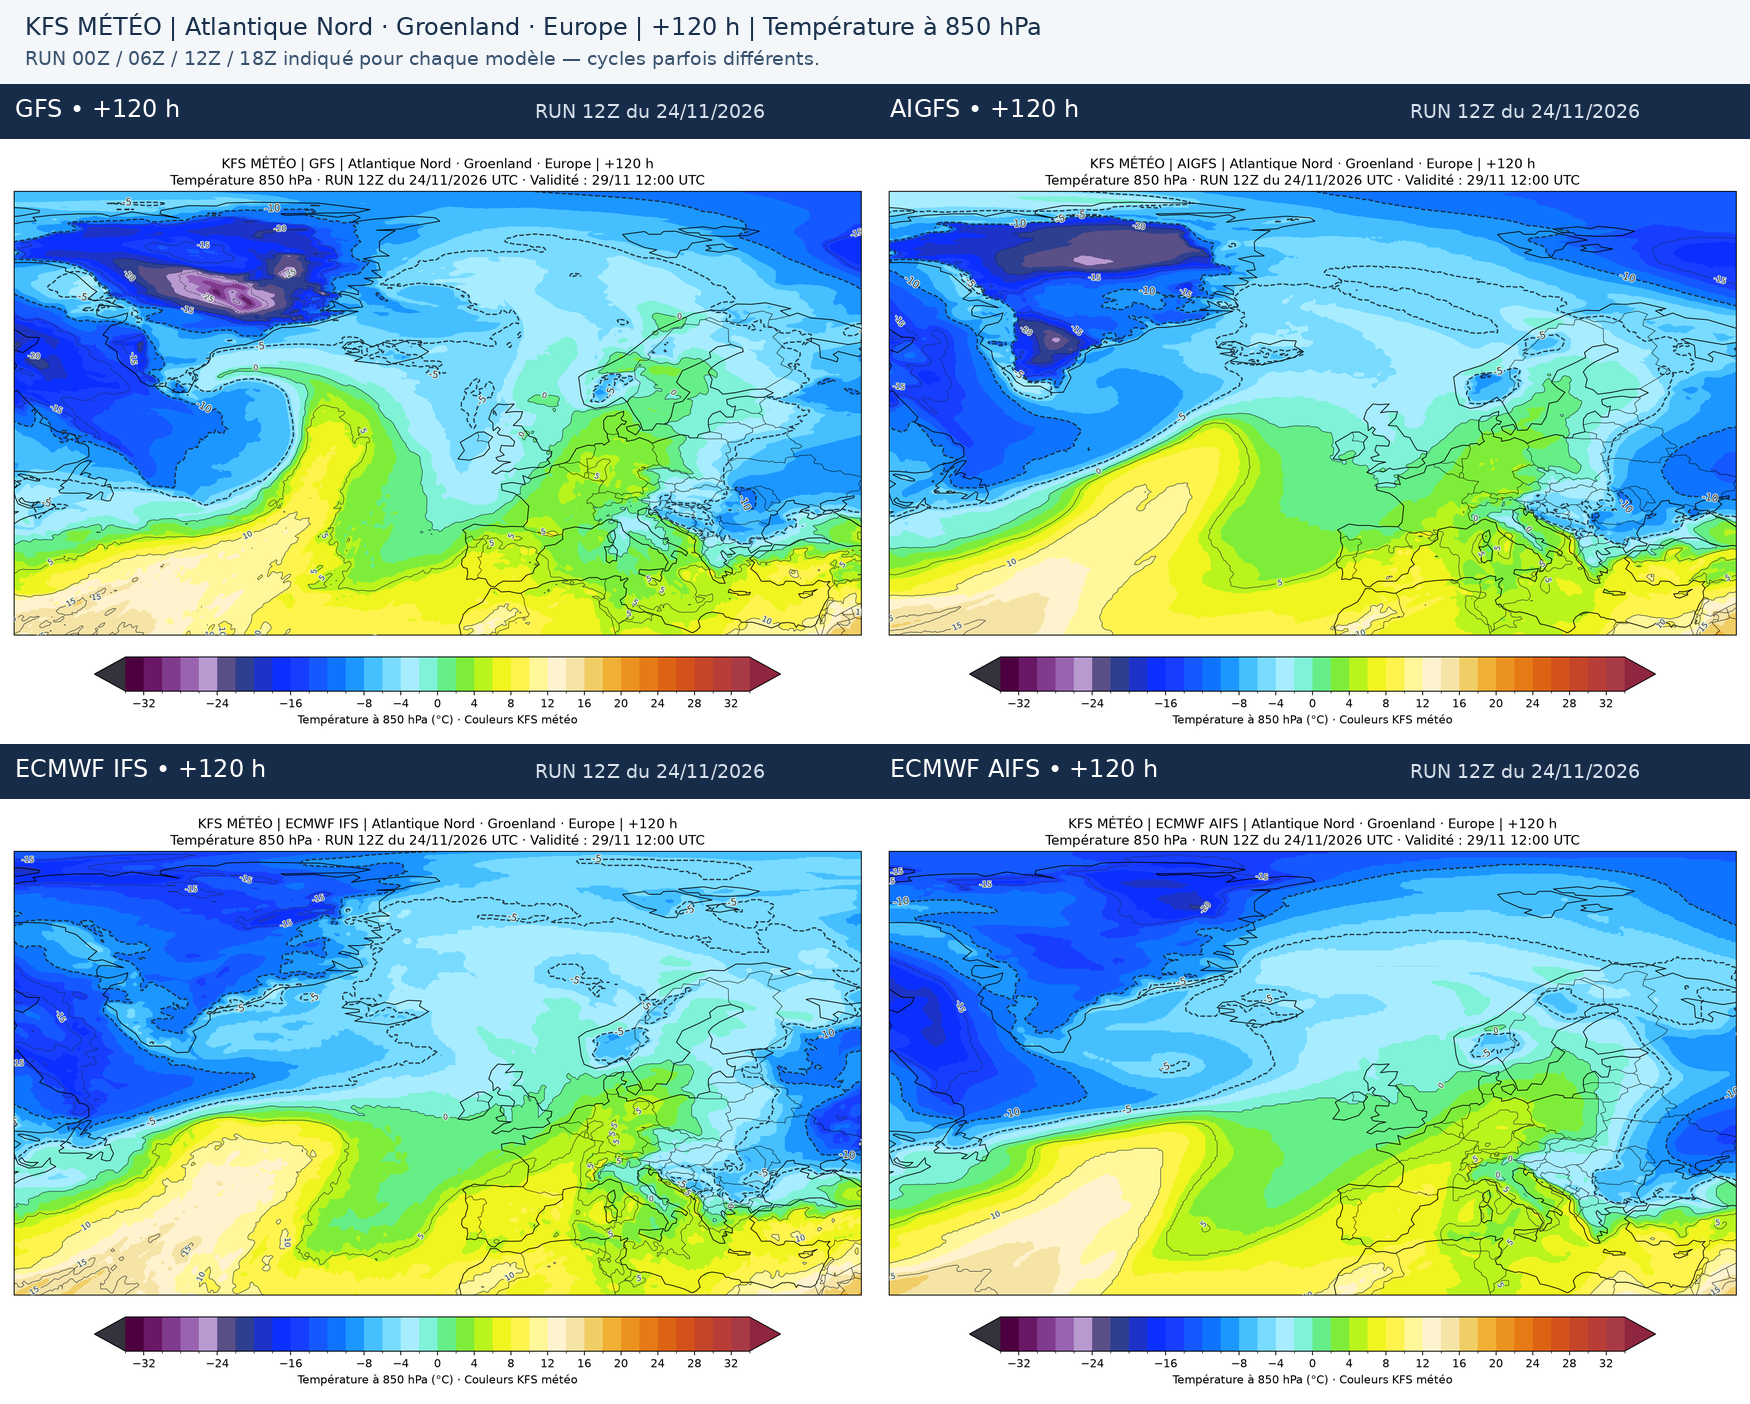 KFS MÉTÉO | Atlantique Nord · Groenland · Europe | +120 h | Température à 850 hPa
RUN 00Z / 06Z / 12Z / 18Z indiqué pour chaque modèle — cycles parfois différents.
GFS • +120 h
RUN 12Z du 24/11/2026
AIGFS • +120 h
RUN 12Z du 24/11/2026
KFS MÉTÉO | GFS | Atlantique Nord · Groenland · Europe | +120 h
Température 850 hPa · RUN 12Z du 24/11/2026 UTC · Validité : 29/11 12:00 UTC
KFS MÉTÉO | AIGFS | Atlantique Nord · Groenland · Europe | +120 h
Température 850 hPa · RUN 12Z du 24/11/2026 UTC · Validité : 29/11 12:00 UTC
−32 −24 −16 −8 −4 0 4 8 12 16 20 24 28 32
Température à 850 hPa (°C) · Couleurs KFS météo
−32 −24 −16 −8 −4 0 4 8 12 16 20 24 28 32
Température à 850 hPa (°C) · Couleurs KFS météo
ECMWF IFS • +120 h
RUN 12Z du 24/11/2026
ECMWF AIFS • +120 h
RUN 12Z du 24/11/2026
KFS MÉTÉO | ECMWF IFS | Atlantique Nord · Groenland · Europe | +120 h
Température 850 hPa · RUN 12Z du 24/11/2026 UTC · Validité : 29/11 12:00 UTC
KFS MÉTÉO | ECMWF AIFS | Atlantique Nord · Groenland · Europe | +120 h
Température 850 hPa · RUN 12Z du 24/11/2026 UTC · Validité : 29/11 12:00 UTC
−32 −24 −16 −8 −4 0 4 8 12 16 20 24 28 32
Température à 850 hPa (°C) · Couleurs KFS météo
−32 −24 −16 −8 −4 0 4 8 12 16 20 24 28 32
Température à 850 hPa (°C) · Couleurs KFS météo